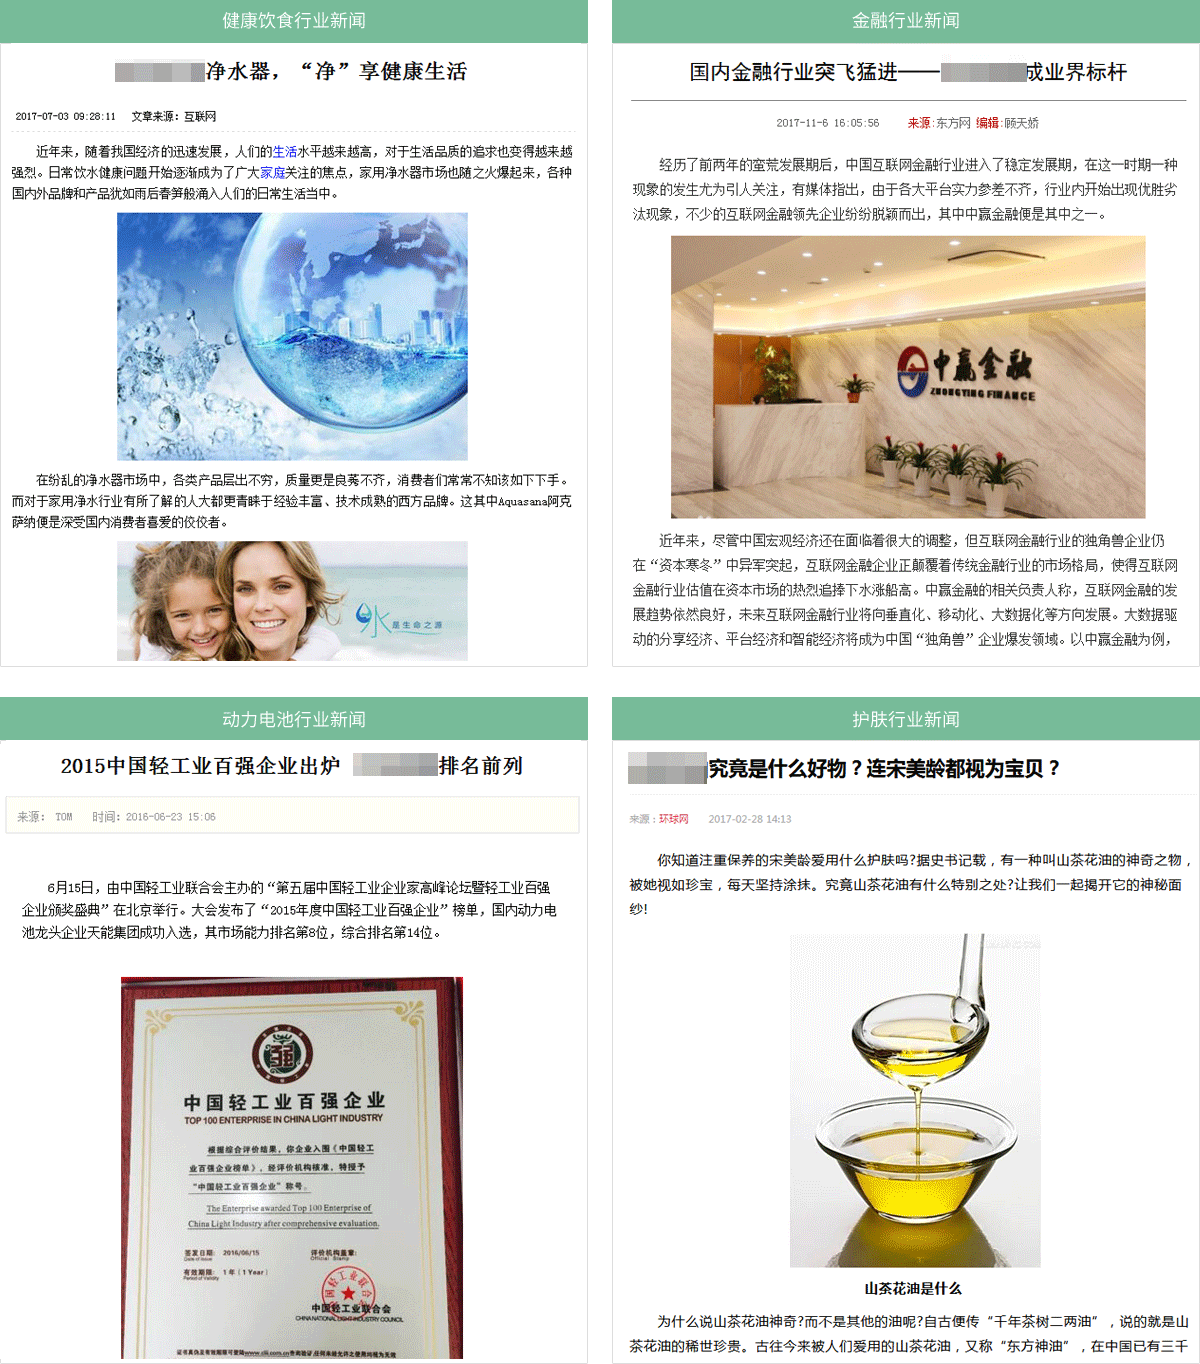 健康饮食行业新闻
净水器，“净”享健康生活
2017-07-03 09:28:11 文章来源：互联网
近年来，随着我国经济的迅速发展，人们的生活水平越来越高，对于生活品质的追求也变得越来越
强烈。日常饮水健康问题开始逐渐成为了广大家庭关注的焦点，家用净水器市场也随之火爆起来，各种
国内外品牌和产品犹如雨后春笋般涌入人们的日常生活当中。
在纷乱的净水器市场中，各类产品层出不穷，质量更是良莠不齐，消费者们常常不知该如下下手。
而对于家用净水行业有所了解的人大都更青睐于经验丰富、技术成熟的西方品牌。这其中Aquasana阿克
萨纳便是深受国内消费者喜爱的佼佼者。
水是生命之源
金融行业新闻
国内金融行业突飞猛进——成业界标杆
2017-11-6 16:05:56 来源:东方网 编辑:顾天娇
经历了前两年的蛮荒发展期后，中国互联网金融行业进入了稳定发展期，在这一时期一种
现象的发生尤为引人关注，有媒体指出，由于各大平台实力参差不齐，行业内开始出现优胜劣
汰现象，不少的互联网金融领先企业纷纷脱颖而出，其中中赢金融便是其中之一。
中赢金融
ZHONGYING FINANCE
近年来，尽管中国宏观经济还在面临着很大的调整，但互联网金融行业的独角兽企业仍
在“资本寒冬”中异军突起，互联网金融企业正颠覆着传统金融行业的市场格局，使得互联网
金融行业估值在资本市场的热烈追捧下水涨船高。中赢金融的相关负责人称，互联网金融的发
展趋势依然良好，未来互联网金融行业将向垂直化、移动化、大数据化等方向发展。大数据驱
动的分享经济、平台经济和智能经济将成为中国“独角兽”企业爆发领域。以中赢金融为例，
动力电池行业新闻
2015中国轻工业百强企业出炉 排名前列
来源： TOM 时间：2016-06-23 15:06
6月15日，由中国轻工业联合会主办的“第五届中国轻工业企业家高峰论坛暨轻工业百强
企业颁奖盛典”在北京举行。大会发布了“2015年度中国轻工业百强企业”榜单，国内动力电
池龙头企业天能集团成功入选，其市场能力排名第8位，综合排名第14位。
中国轻工业百强企业
TOP 100 ENTERPRISE IN CHINA LIGHT INDUSTRY
根据综合评价结果，你企业入围《中国轻工
业百强企业榜单》，经评价机构核准，特授予
“中国轻工业百强企业”称号。
The Enterprise awarded Top 100 Enterprise of
China Light Industry after comprehensive evaluation.
签发日期： 2016/06/15 评价机构盖章：
Date of Issue Official Stamp
有效期限： 1 年（1 Year）
Period of Validity
中国轻工业联合会
CHINA NATIONAL LIGHT INDUSTRY COUNCIL
护肤行业新闻
究竟是什么好物？连宋美龄都视为宝贝？
来源：环球网 2017-02-28 14:13
你知道注重保养的宋美龄爱用什么护肤吗?据史书记载，有一种叫山茶花油的神奇之物，
被她视如珍宝，每天坚持涂抹。究竟山茶花油有什么特别之处?让我们一起揭开它的神秘面
纱!
山茶花油是什么
为什么说山茶花油神奇?而不是其他的油呢?自古便传“千年茶树二两油”，说的就是山
茶花油的稀世珍贵。古往今来被人们爱用的山茶花油，又称“东方神油”，在中国已有三千